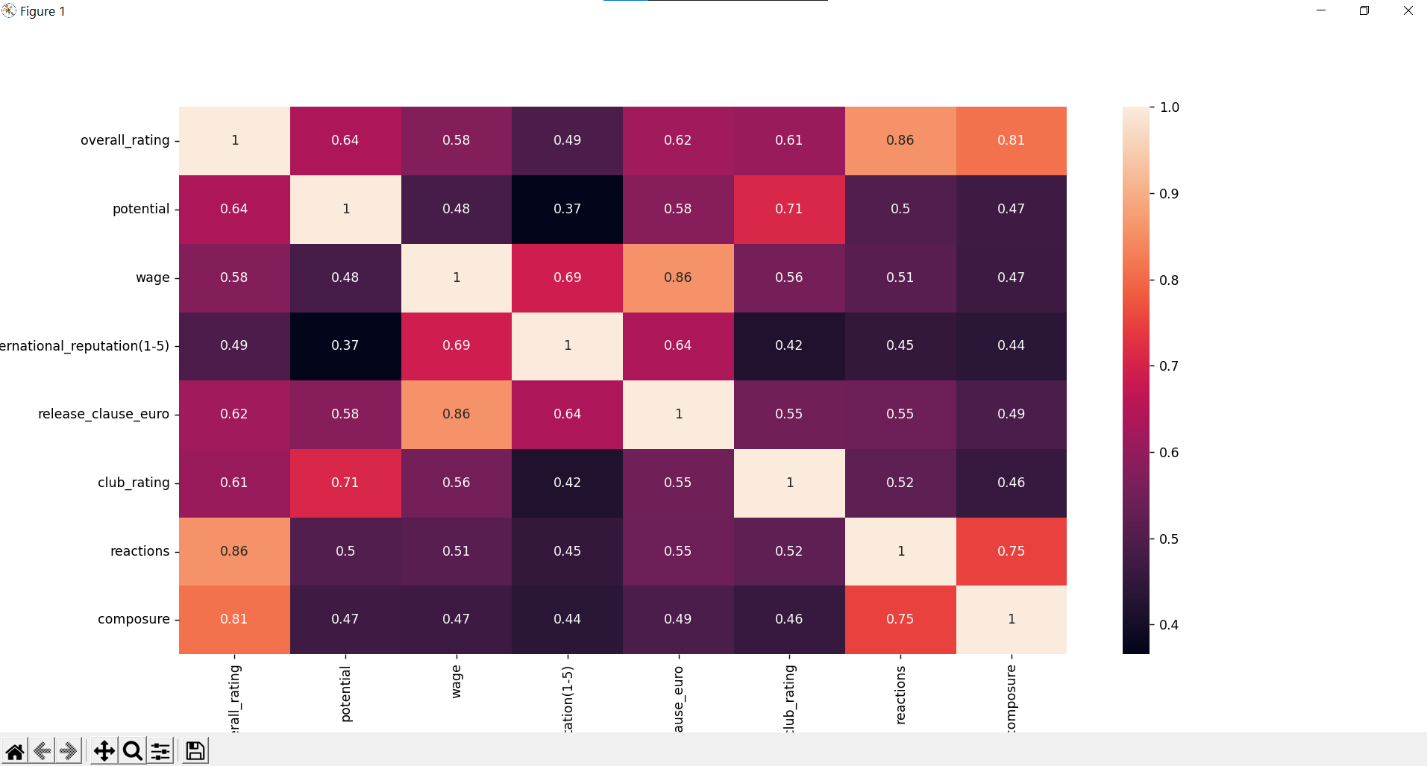 Figure 1
overall_rating 1 0.64 0.58 0.49 0.62 0.61 0.86 0.81
potential 0.64 1 0.48 0.37 0.58 0.71 0.5 0.47
wage 0.58 0.48 1 0.69 0.86 0.56 0.51 0.47
ernational_reputation(1-5) 0.49 0.37 0.69 1 0.64 0.42 0.45 0.44
release_clause_euro 0.62 0.58 0.86 0.64 1 0.55 0.55 0.49
club_rating 0.61 0.71 0.56 0.42 0.55 1 0.52 0.46
reactions 0.86 0.5 0.51 0.45 0.55 0.52 1 0.75
composure 0.81 0.47 0.47 0.44 0.49 0.46 0.75 1
erall_rating
potential
wage
tation(1-5)
ause_euro
lub_rating
reactions
omposure
1.0
0.9
0.8
0.7
0.6
0.5
0.4